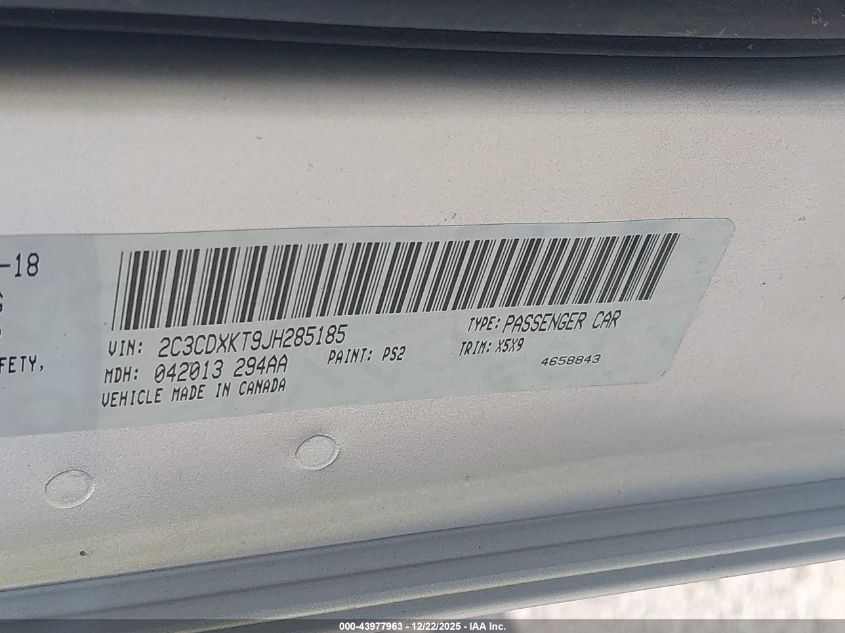 -18
VIN: 2C3CDXKT9JH285185
TYPE: PASSENGER CAR
MDH: 042013 294AA
PAINT: PS2
TRIM: X5X9
4658843
VEHICLE MADE IN CANADA
FETY,
000-43977963 - 12/22/2025 - IAA Inc.